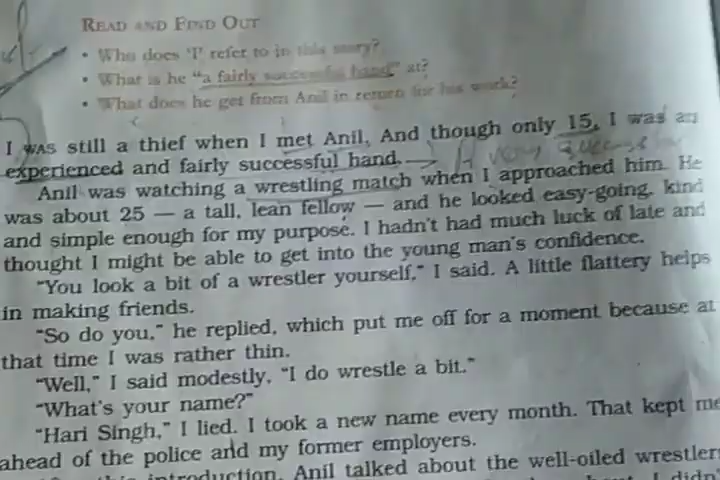 READ AND FIND OUT
• Who does 'I' refer to in this story?
• What is he "a fairly successful hand" at?
• What does he get from Anil in return for his work?
I WAS still a thief when I met Anil. And though only 15, I was an
experienced and fairly successful hand.
Anil was watching a wrestling match when I approached him. He
was about 25 — a tall, lean fellow — and he looked easy-going, kind
and simple enough for my purpose. I hadn't had much luck of late and
thought I might be able to get into the young man's confidence.
"You look a bit of a wrestler yourself," I said. A little flattery helps
in making friends.
"So do you," he replied, which put me off for a moment because at
that time I was rather thin.
"Well," I said modestly, "I do wrestle a bit."
"What's your name?"
"Hari Singh," I lied. I took a new name every month. That kept me
ahead of the police and my former employers.
introduction, Anil talked about the well-oiled wrestlers
I didn't